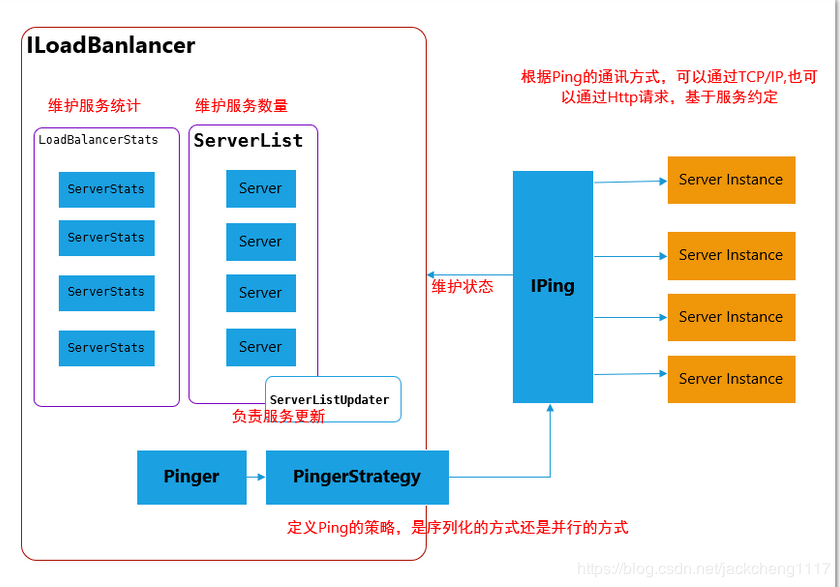 ILoadBanlancer
维护服务统计
维护服务数量
LoadBalancerStats
ServerStats
ServerStats
ServerStats
ServerStats
ServerList
Server
Server
Server
Server
ServerListUpdater
负责服务更新
Pinger
PingerStrategy
定义Ping的策略，是序列化的方式还是并行的方式
维护状态
IPing
根据Ping的通讯方式，可以通过TCP/IP,也可
以通过Http请求，基于服务约定
Server Instance
Server Instance
Server Instance
Server Instance
https://blog.csdn.net/jackcheng1117